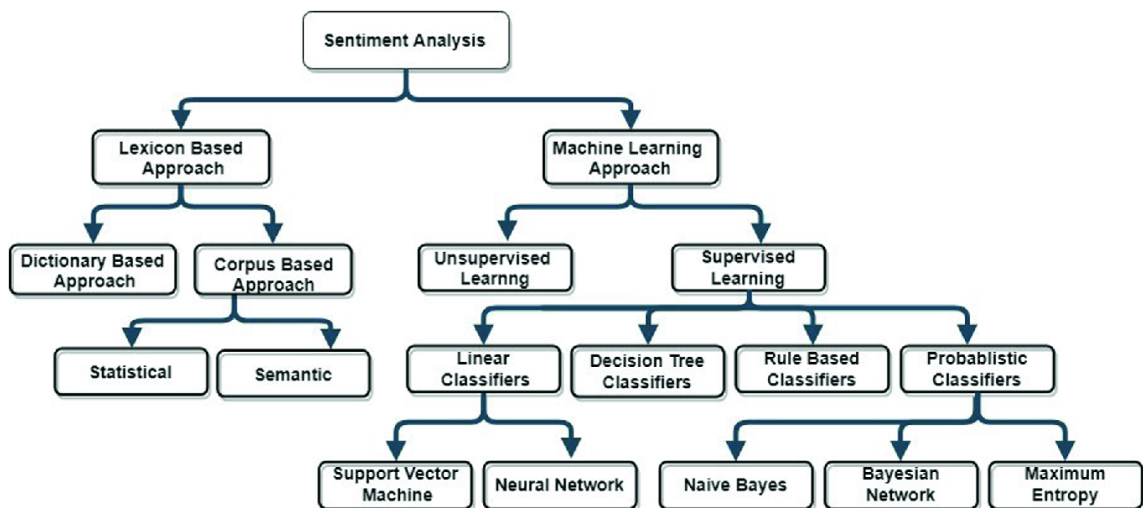 Sentiment Analysis
Lexicon Based
Approach
Machine Learning
Approach
Dictionary Based
Approach
Corpus Based
Approach
Unsupervised
Learnng
Supervised
Learning
Statistical
Semantic
Linear
Classifiers
Decision Tree
Classifiers
Rule Based
Classifiers
Probablistic
Classifiers
Support Vector
Machine
Neural Network
Naive Bayes
Bayesian
Network
Maximum
Entropy